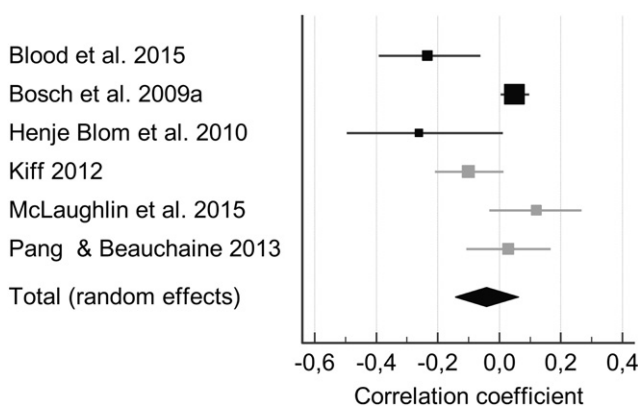 Blood et al. 2015
Bosch et al. 2009a
Henje Blom et al. 2010
Kiff 2012
McLaughlin et al. 2015
Pang & Beauchaine 2013
Total (random effects)
-0,6 -0,4 -0,2 0,0 0,2 0,4
Correlation coefficient